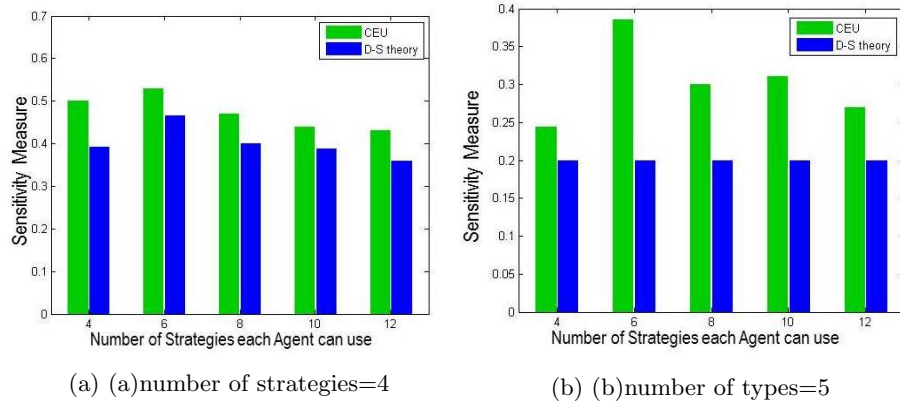 0.7
0.6
0.5
0.4
0.3
0.2
0.1
0
Sensitivity Measure
CEU
D-S theory
4 6 8 10 12
Number of Strategies each Agent can use
(a) (a)number of strategies=4
0.4
0.35
0.3
0.25
0.2
0.15
0.1
0.05
0
Sensitivity Measure
CEU
D-S theory
4 6 8 10 12
Number of Strategies each Agent can use
(b) (b)number of types=5